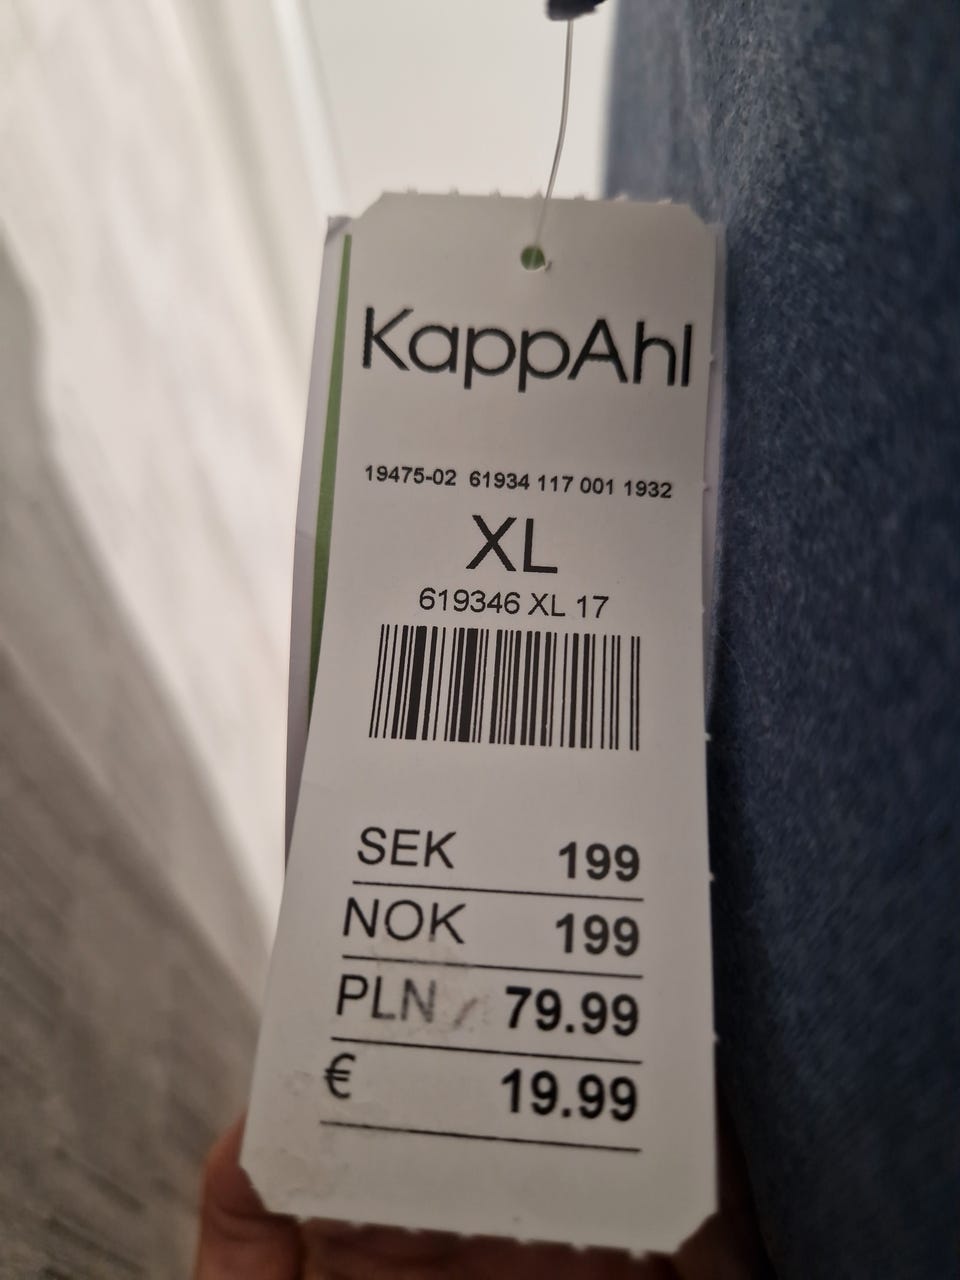 KappAhl
19475-02 61934 117 001 1932
XL
619346 XL 17
SEK 199
NOK 199
PLN 79.99
€ 19.99